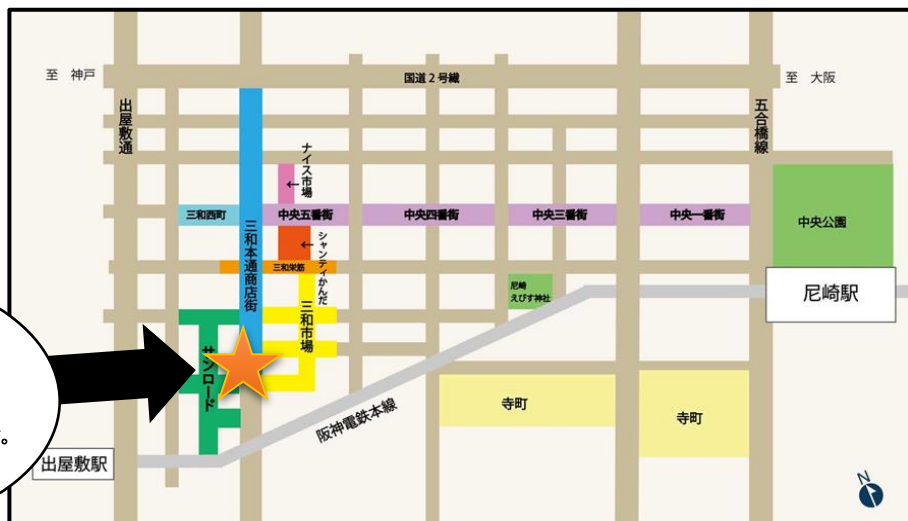 至 神戸
国道2号線
至 大阪
出屋敷通
五合橋線
ナイス市場
←
三和西町
中央五番街
中央四番街
中央三番街
中央一番街
中央公園
三和本通商店街
←
シャンティかんだ
三和栄筋
尼崎
えびす神社
尼崎駅
三和市場
サンロード
寺町
寺町
阪神電鉄本線
。
出屋敷駅
N